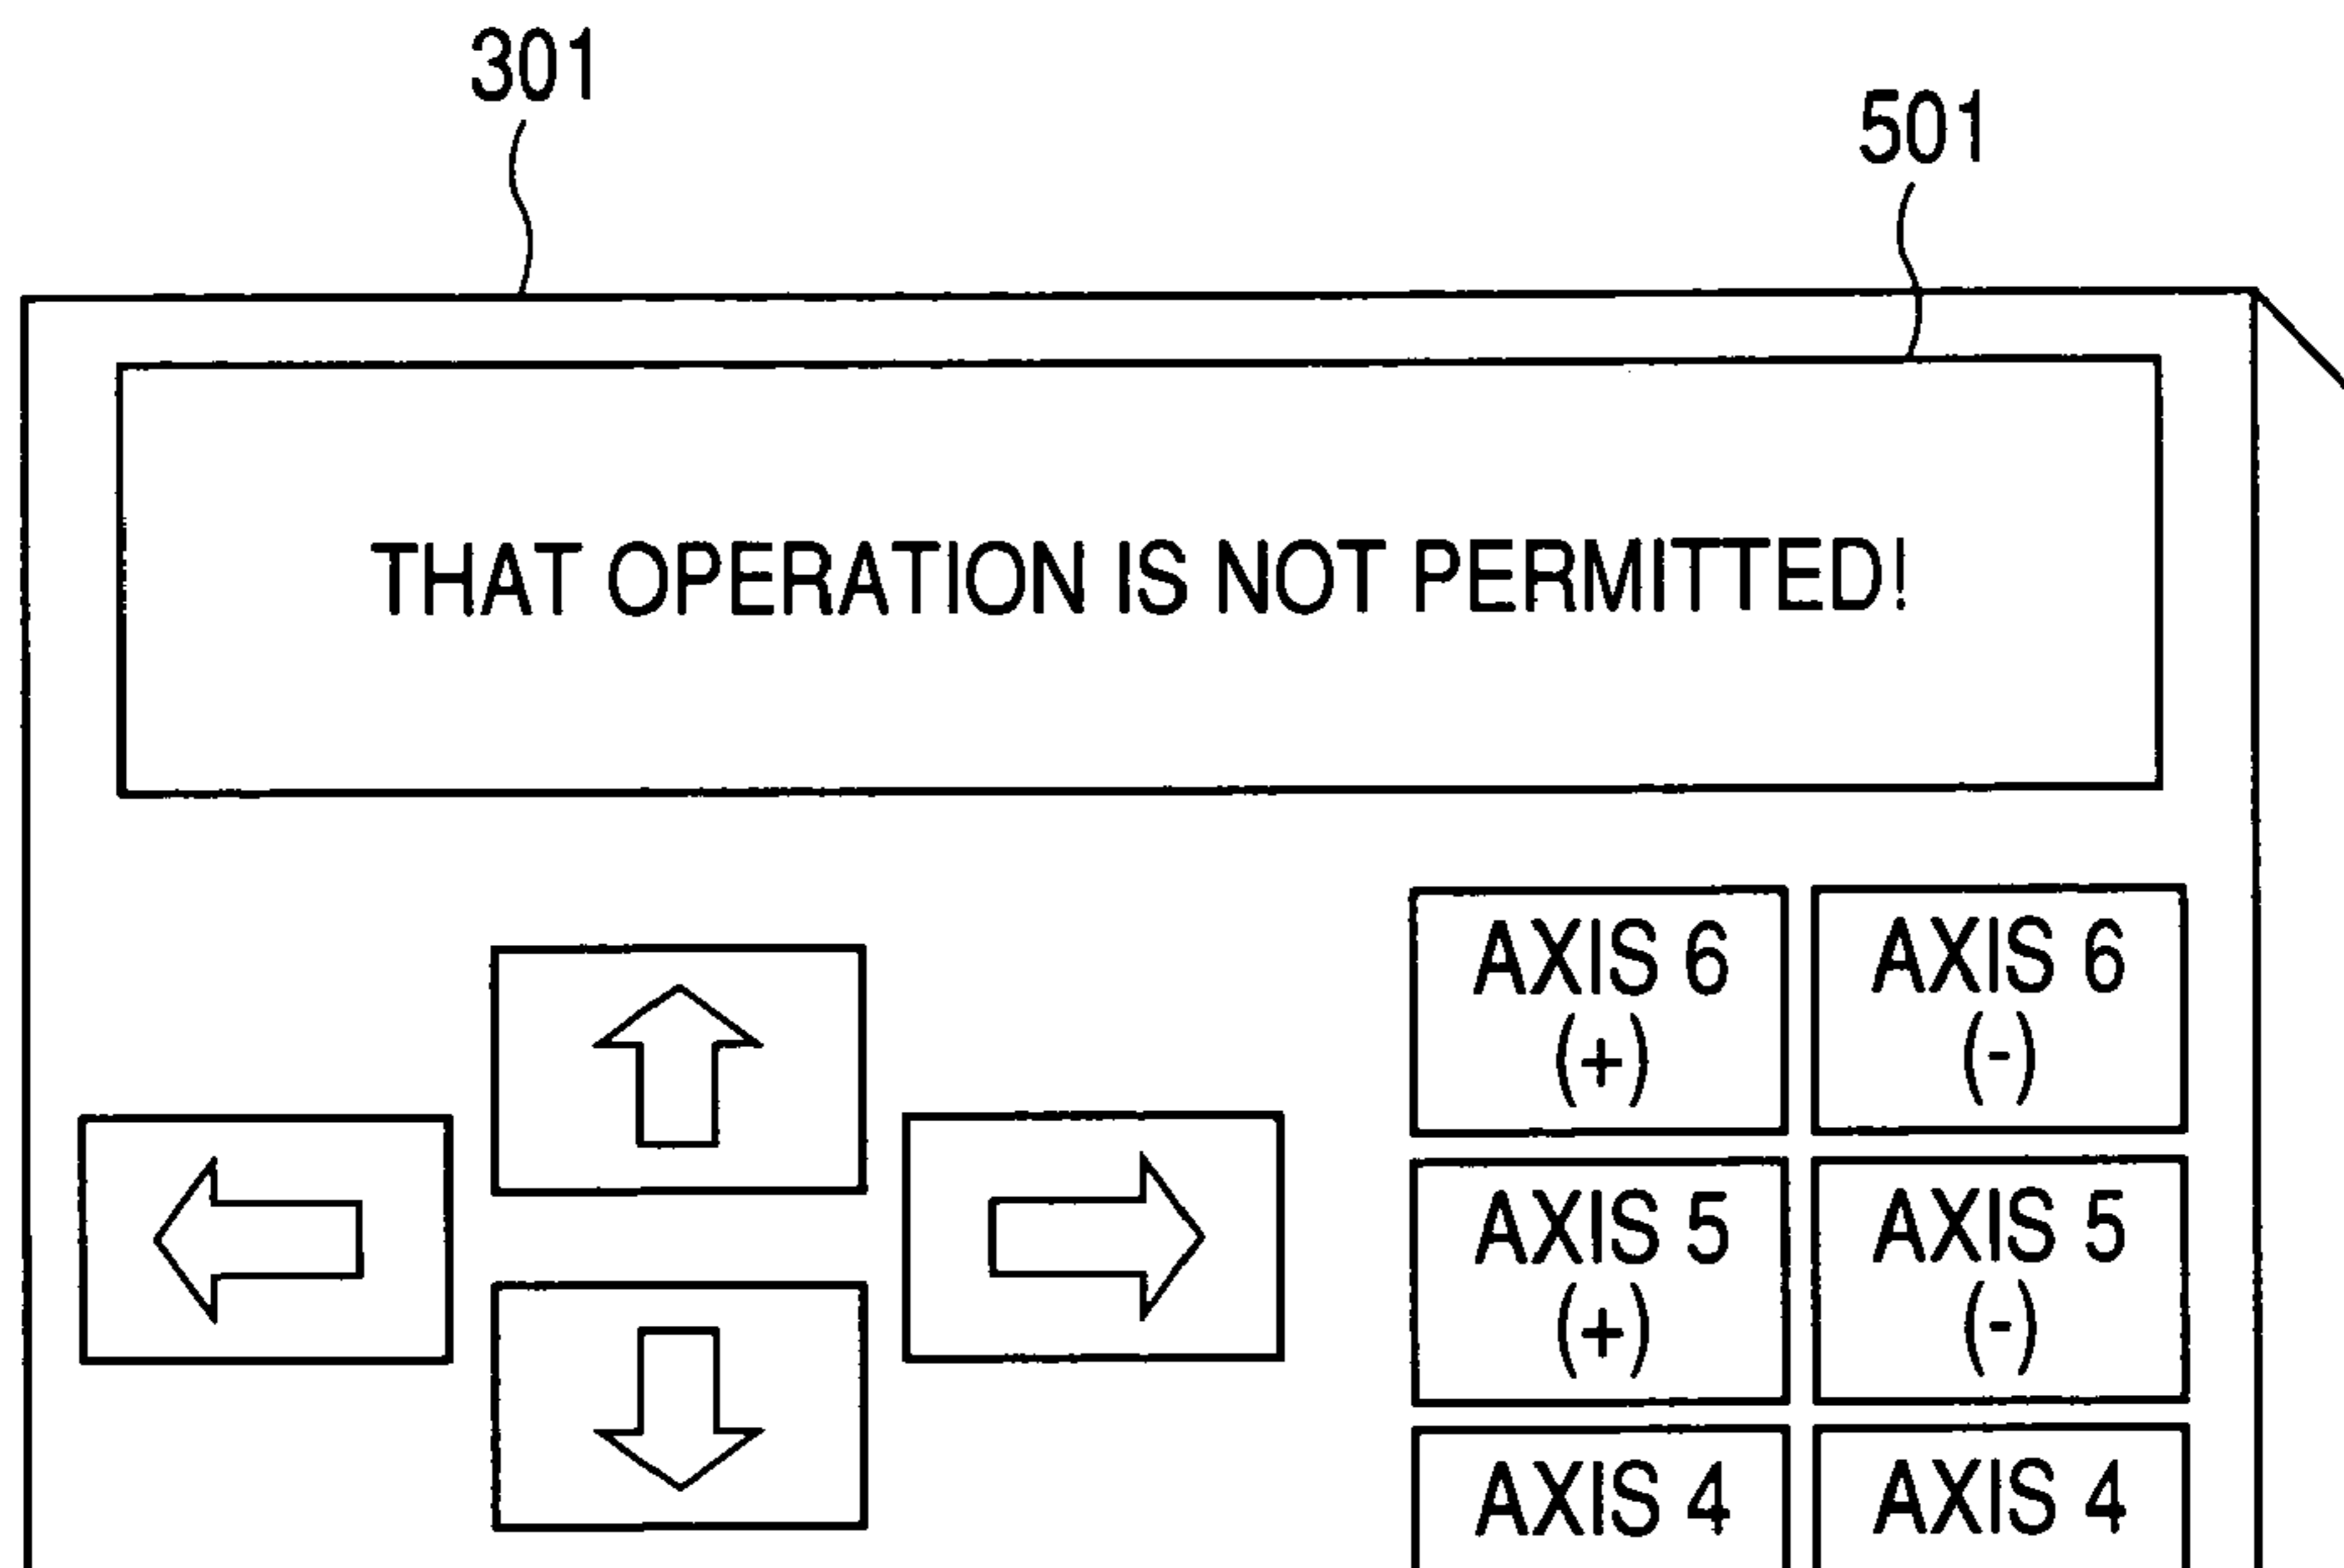 301
501
THAT OPERATION IS NOT PERMITTED!
AXIS 6
(+)
AXIS 6
(-)
AXIS 5
(+)
AXIS 5
(-)
AXIS 4
AXIS 4